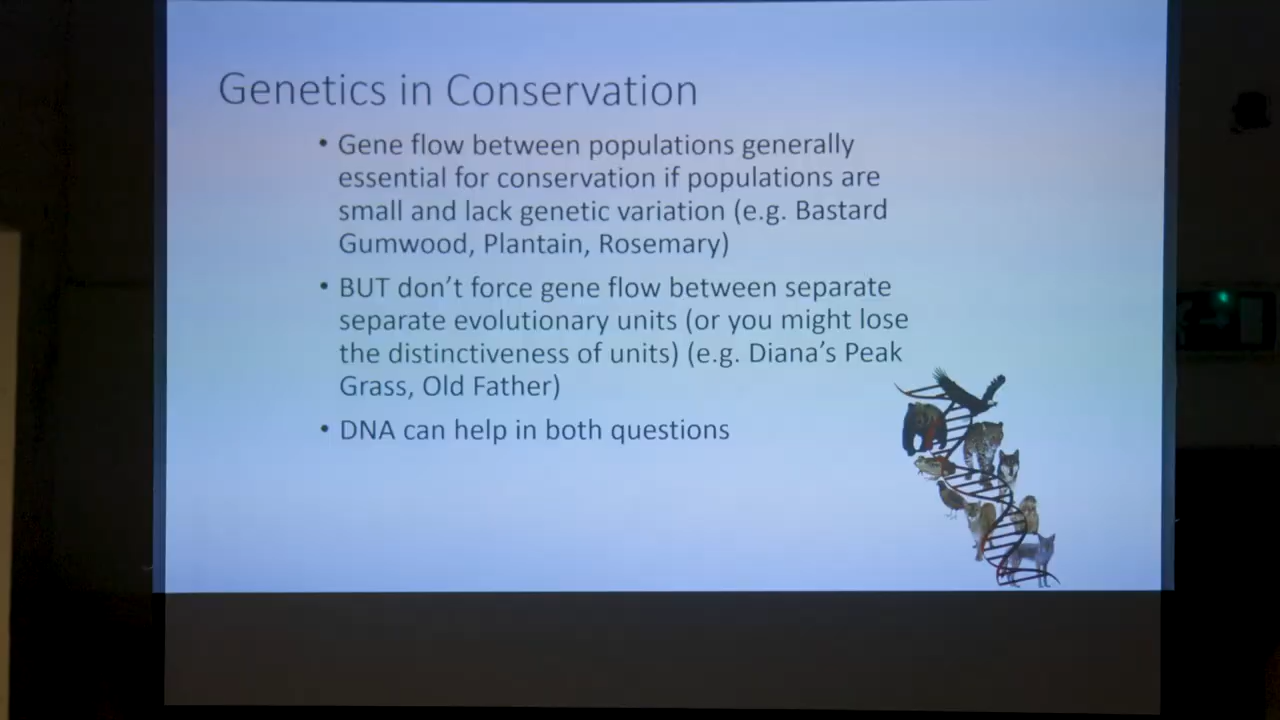 Genetics in Conservation
• Gene flow between populations generally
essential for conservation if populations are
small and lack genetic variation (e.g. Bastard
Gumwood, Plantain, Rosemary)
• BUT don’t force gene flow between separate
separate evolutionary units (or you might lose
the distinctiveness of units) (e.g. Diana’s Peak
Grass, Old Father)
• DNA can help in both questions